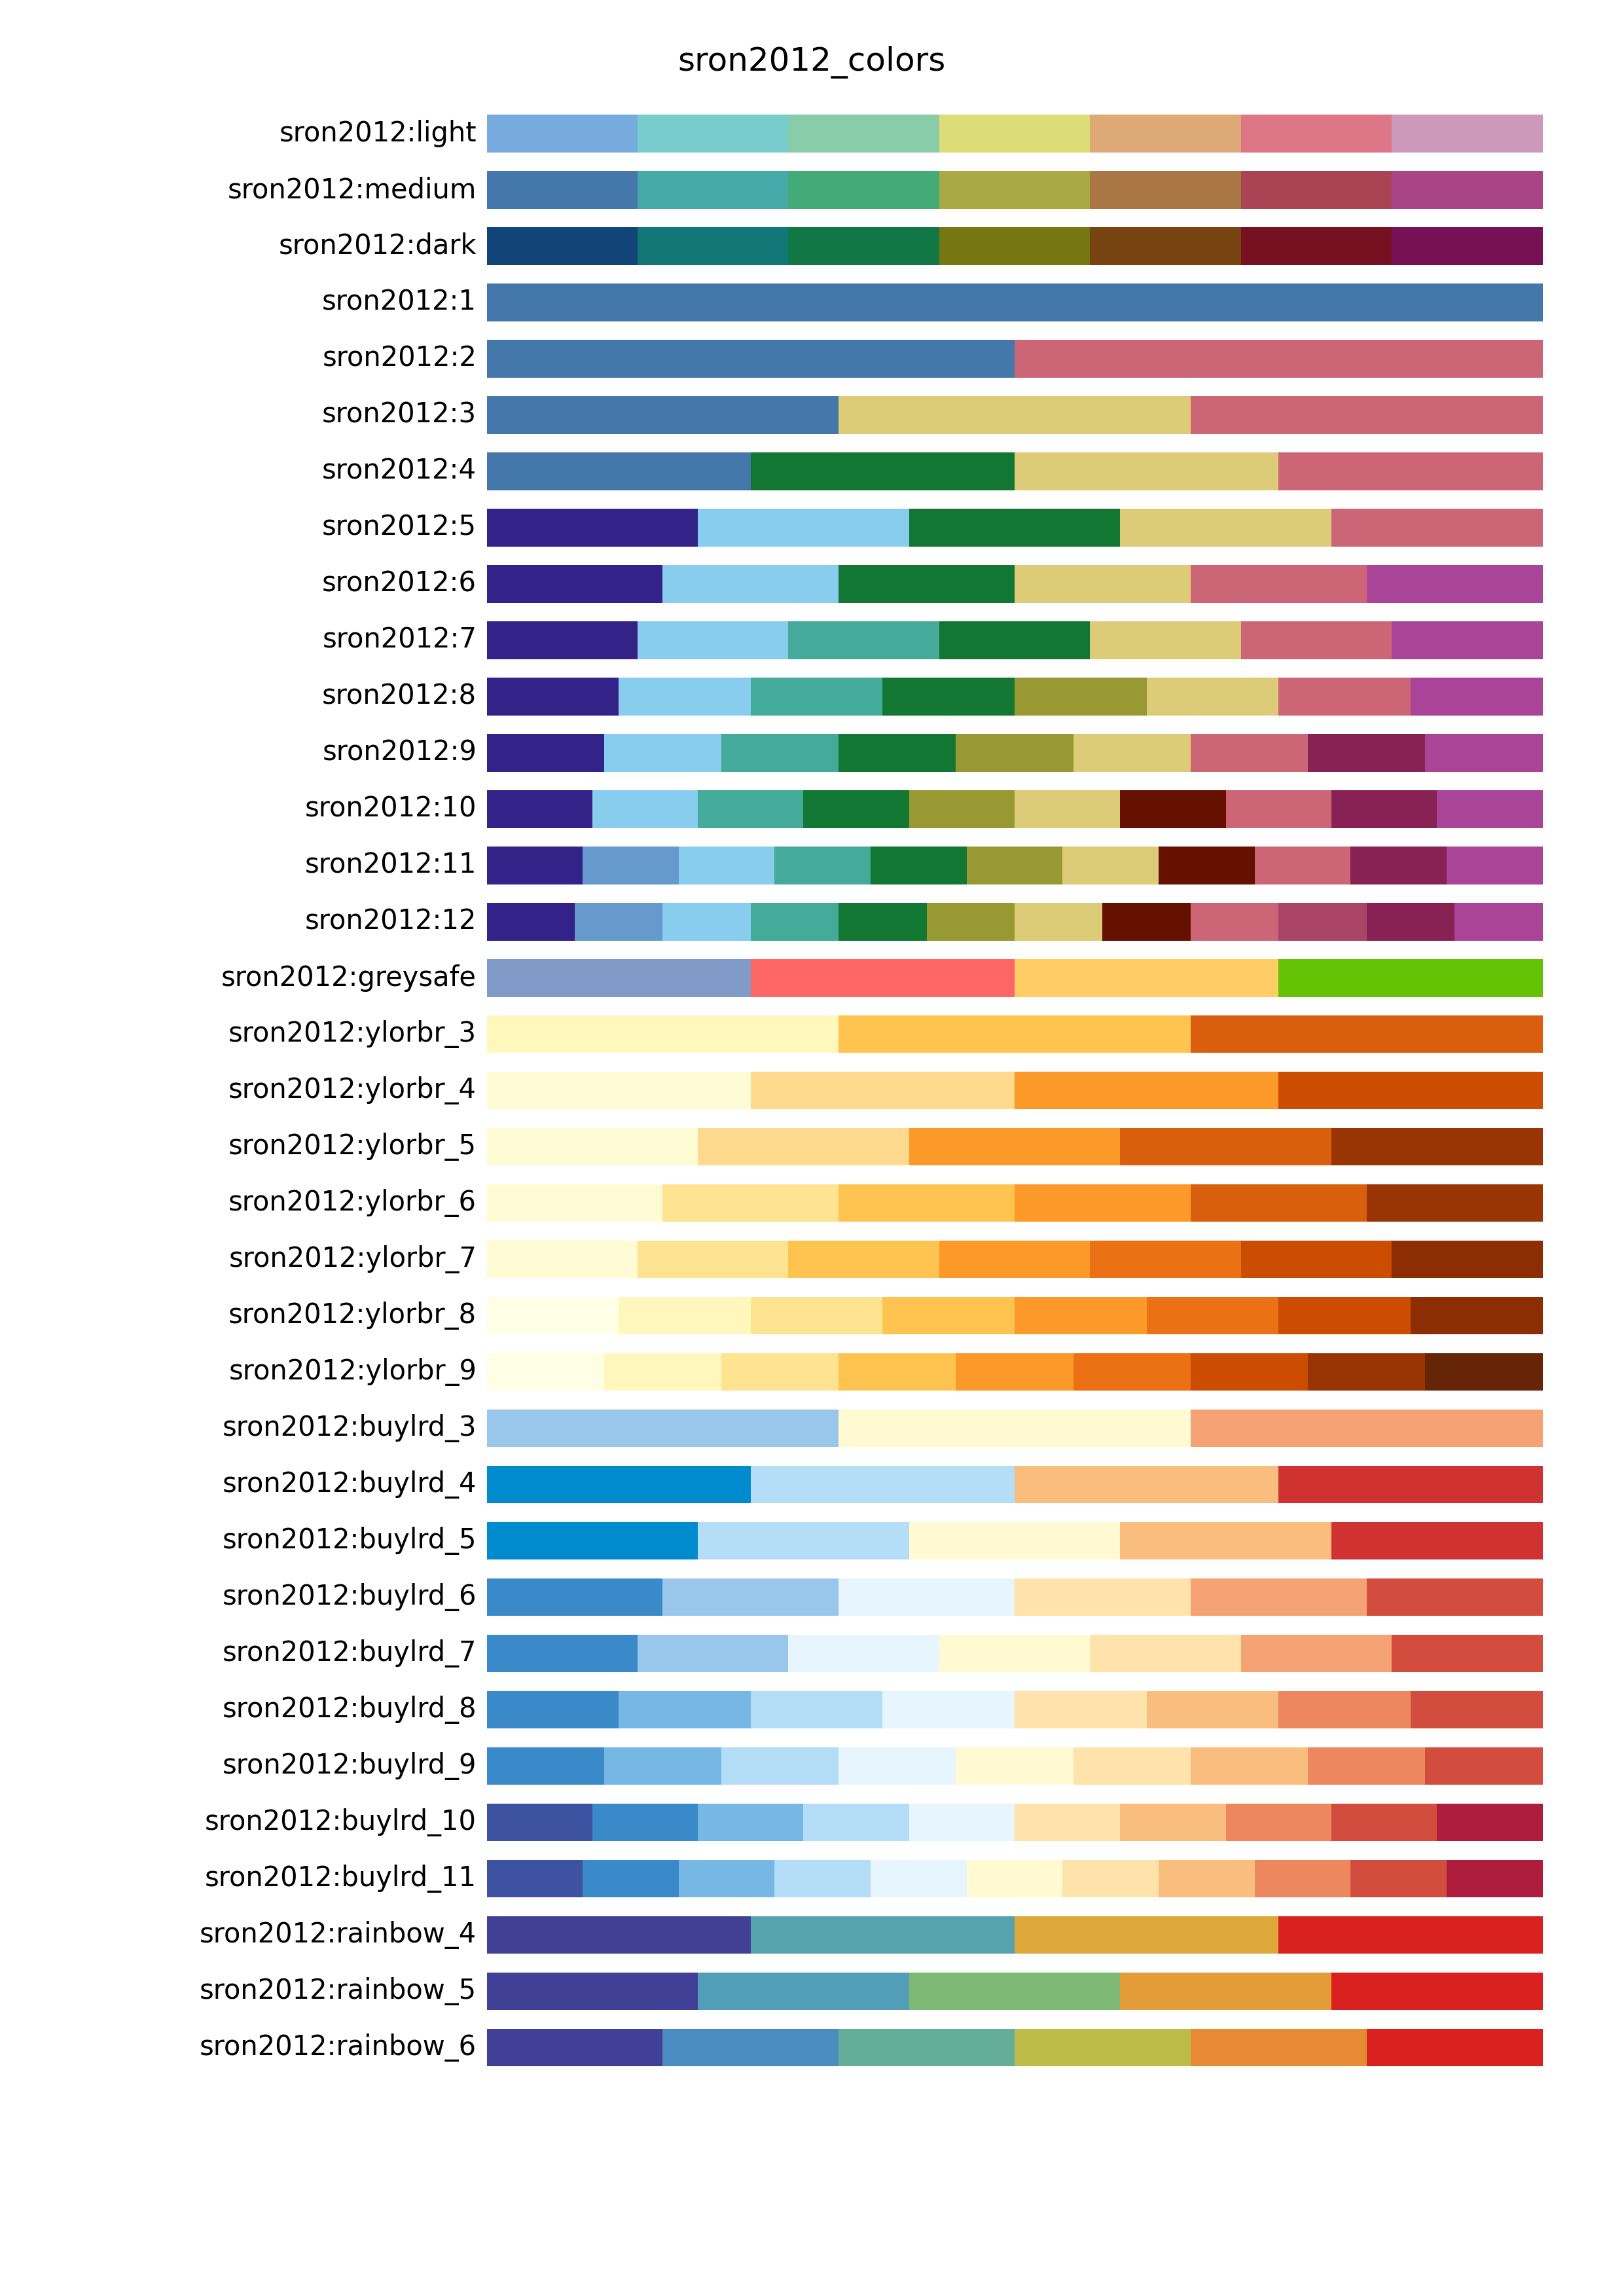 sron2012_colors
sron2012:light
sron2012:medium
sron2012:dark
sron2012:1
sron2012:2
sron2012:3
sron2012:4
sron2012:5
sron2012:6
sron2012:7
sron2012:8
sron2012:9
sron2012:10
sron2012:11
sron2012:12
sron2012:greysafe
sron2012:ylorbr_3
sron2012:ylorbr_4
sron2012:ylorbr_5
sron2012:ylorbr_6
sron2012:ylorbr_7
sron2012:ylorbr_8
sron2012:ylorbr_9
sron2012:buylrd_3
sron2012:buylrd_4
sron2012:buylrd_5
sron2012:buylrd_6
sron2012:buylrd_7
sron2012:buylrd_8
sron2012:buylrd_9
sron2012:buylrd_10
sron2012:buylrd_11
sron2012:rainbow_4
sron2012:rainbow_5
sron2012:rainbow_6